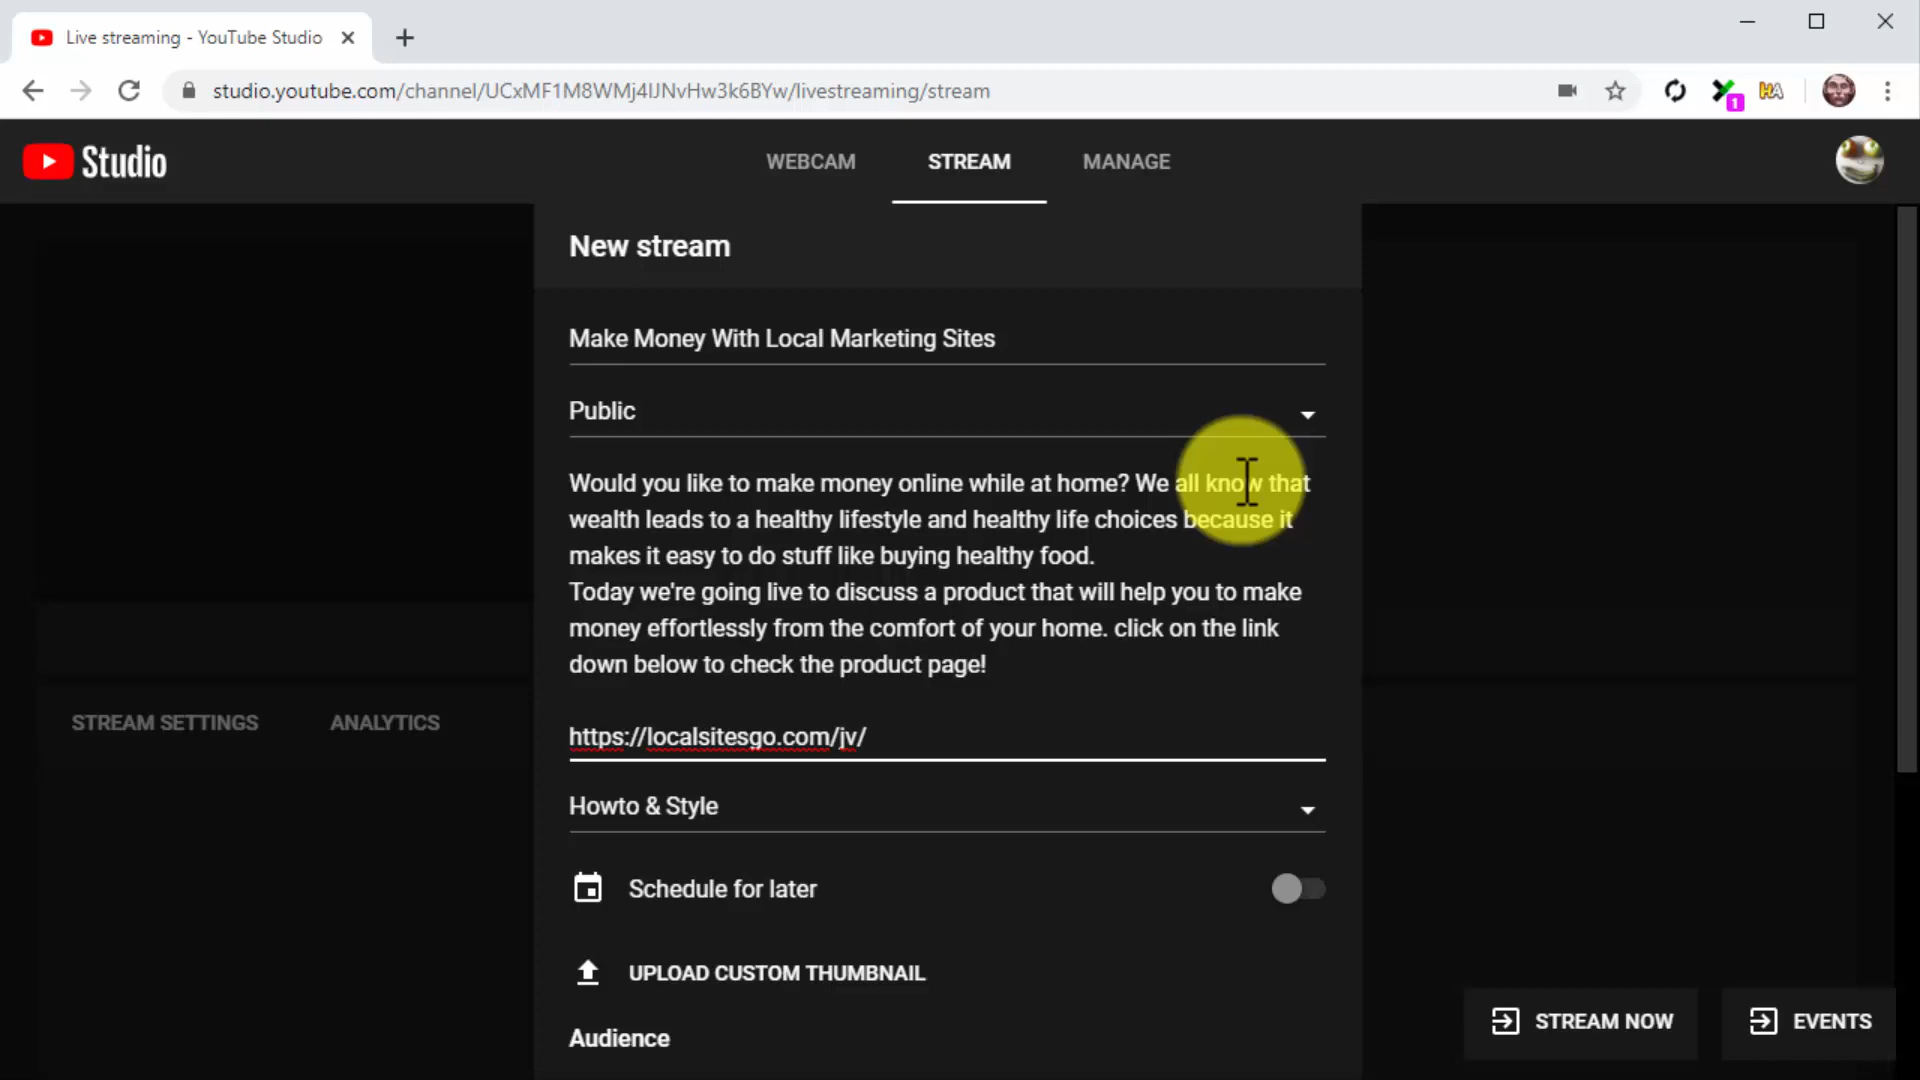 Live streaming - YouTube Studio
studio.youtube.com/channel/UCxMF1M8WMj4lJNvHw3k6BYw/livestreaming/stream
1
HA
Studio
WEBCAM
STREAM
MANAGE
New stream
Make Money With Local Marketing Sites
Public
Would you like to make money online while at home? We all know that
wealth leads to a healthy lifestyle and healthy life choices because it
makes it easy to do stuff like buying healthy food.
Today we're going live to discuss a product that will help you to make
money effortlessly from the comfort of your home. click on the link
down below to check the product page!
https://localsitesgo.com/jv/
STREAM SETTINGS
ANALYTICS
Howto & Style
Schedule for later
UPLOAD CUSTOM THUMBNAIL
Audience
STREAM NOW
EVENTS